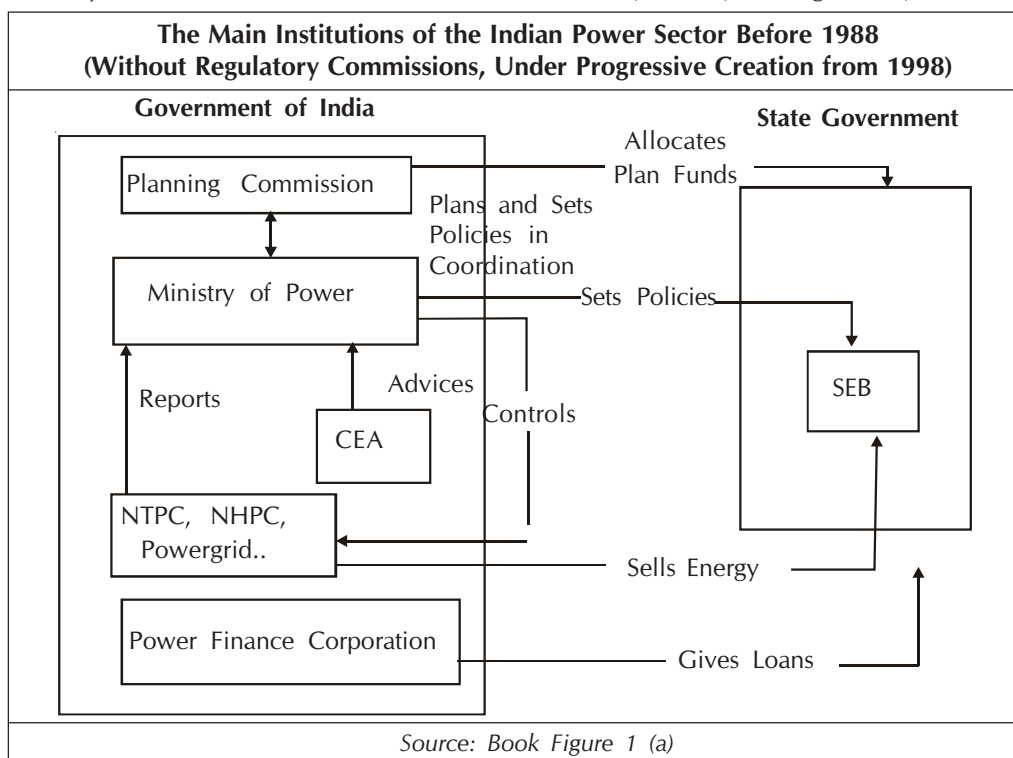 The Main Institutions of the Indian Power Sector Before 1988
(Without Regulatory Commissions, Under Progressive Creation from 1998)
Government of India
State Government
Allocates
Plan Funds
Planning Commission
Plans and Sets
Policies in
Coordination
Ministry of Power
Sets Policies
Reports
Advices
Controls
CEA
SEB
NTPC, NHPC,
Powergrid..
Sells Energy
Power Finance Corporation
Gives Loans
Source: Book Figure 1 (a)